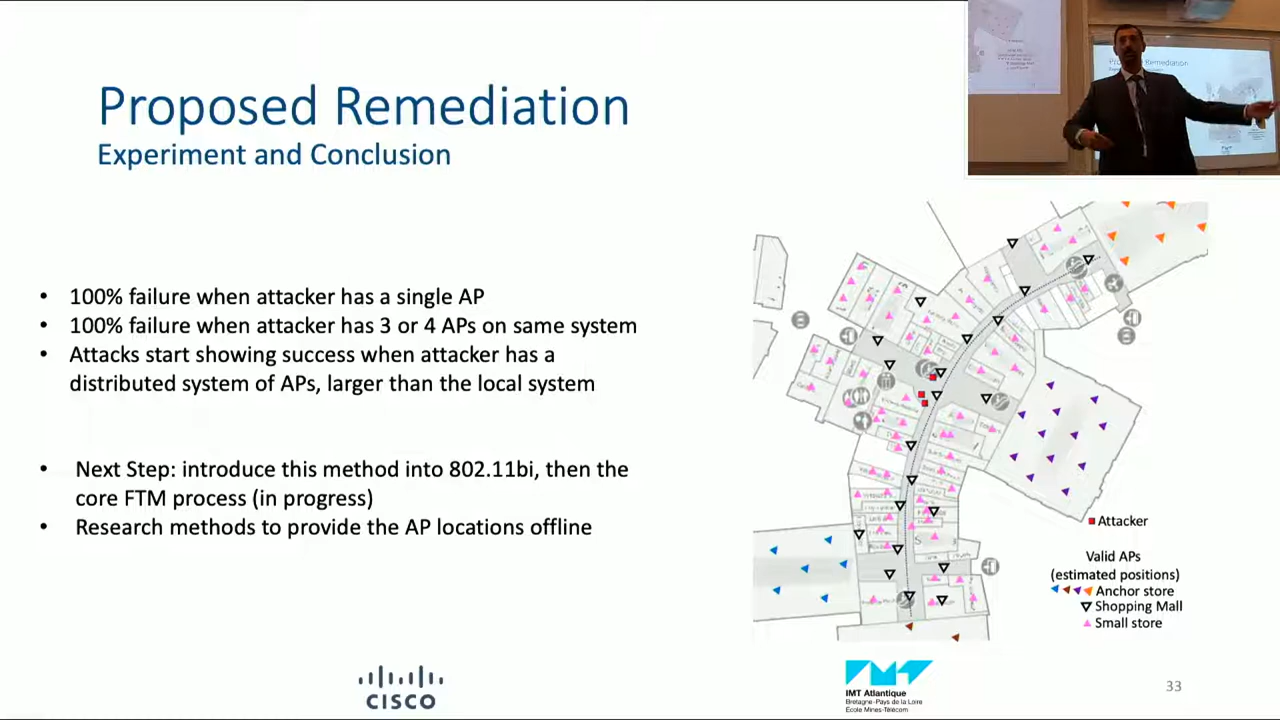 Proposed Remediation
Experiment and Conclusion
• 100% failure when attacker has a single AP
• 100% failure when attacker has 3 or 4 APs on same system
• Attacks start showing success when attacker has a
distributed system of APs, larger than the local system
• Next Step: introduce this method into 802.11bi, then the
core FTM process (in progress)
• Research methods to provide the AP locations offline
Attacker
Valid APs
(estimated positions)
Anchor store
Shopping Mall
Small store
CISCO
IMT Atlantique
Bretagne-Pays de la Loire
École Mines-Télécom
33
Proposed Remediation